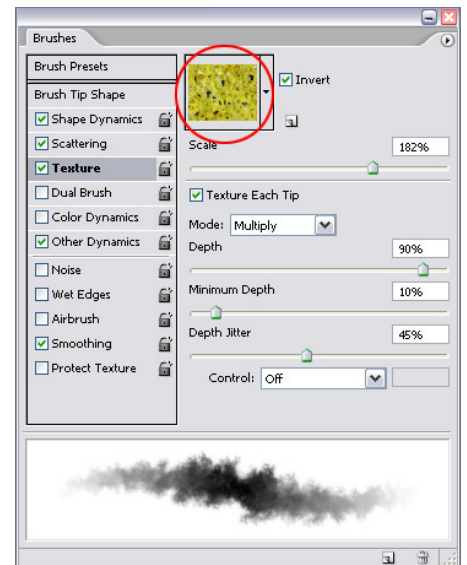 Brushes
Brush Presets
Brush Tip Shape
Shape Dynamics
Scattering
Texture
Dual Brush
Color Dynamics
Other Dynamics
Noise
Wet Edges
Airbrush
Smoothing
Protect Texture
Invert
Scale
182%
Texture Each Tip
Mode: Multiply
Depth
90%
Minimum Depth
10%
Depth Jitter
45%
Control: Off